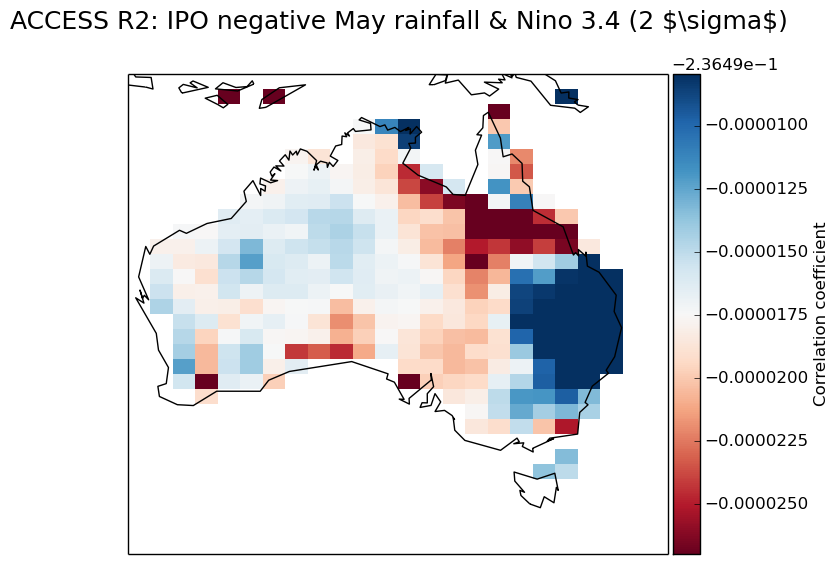 ACCESS R2: IPO negative May rainfall & Nino 3.4 (2 $\sigma$)
−2.3649e−1
−0.0000100
−0.0000125
−0.0000150
−0.0000175
−0.0000200
−0.0000225
−0.0000250
Correlation coefficient